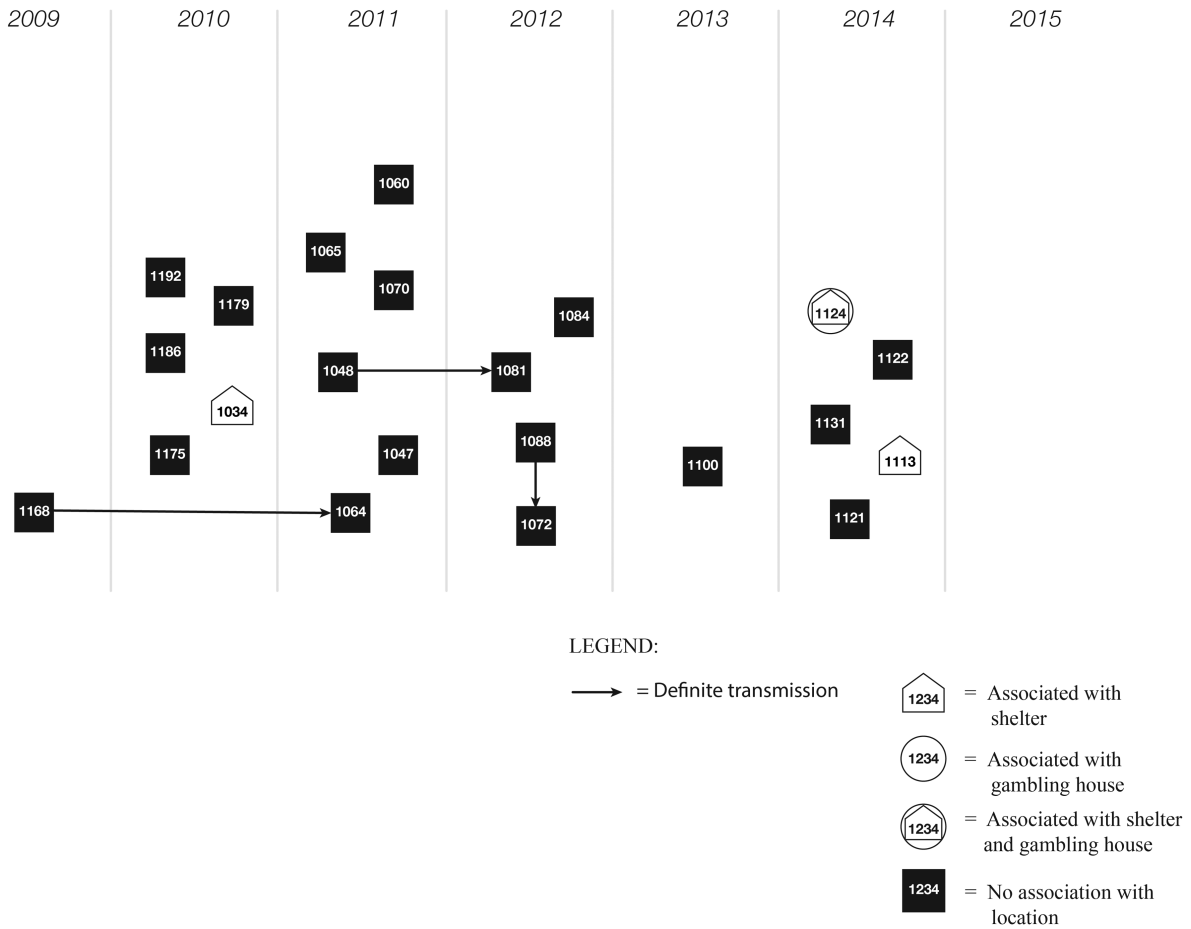 2009 2010 2011 2012 2013 2014 2015
1060
1065
1192
1070
1179
1124
1084
1186
1122
1048 1081
1034
1131
1088
1175 1047
1113
1100
1168 1064
1121
1072
LEGEND:
= Definite transmission
1234 = Associated with
shelter
1234 = Associated with
gambling house
1234 = Associated with shelter
and gambling house
1234 = No association with
location